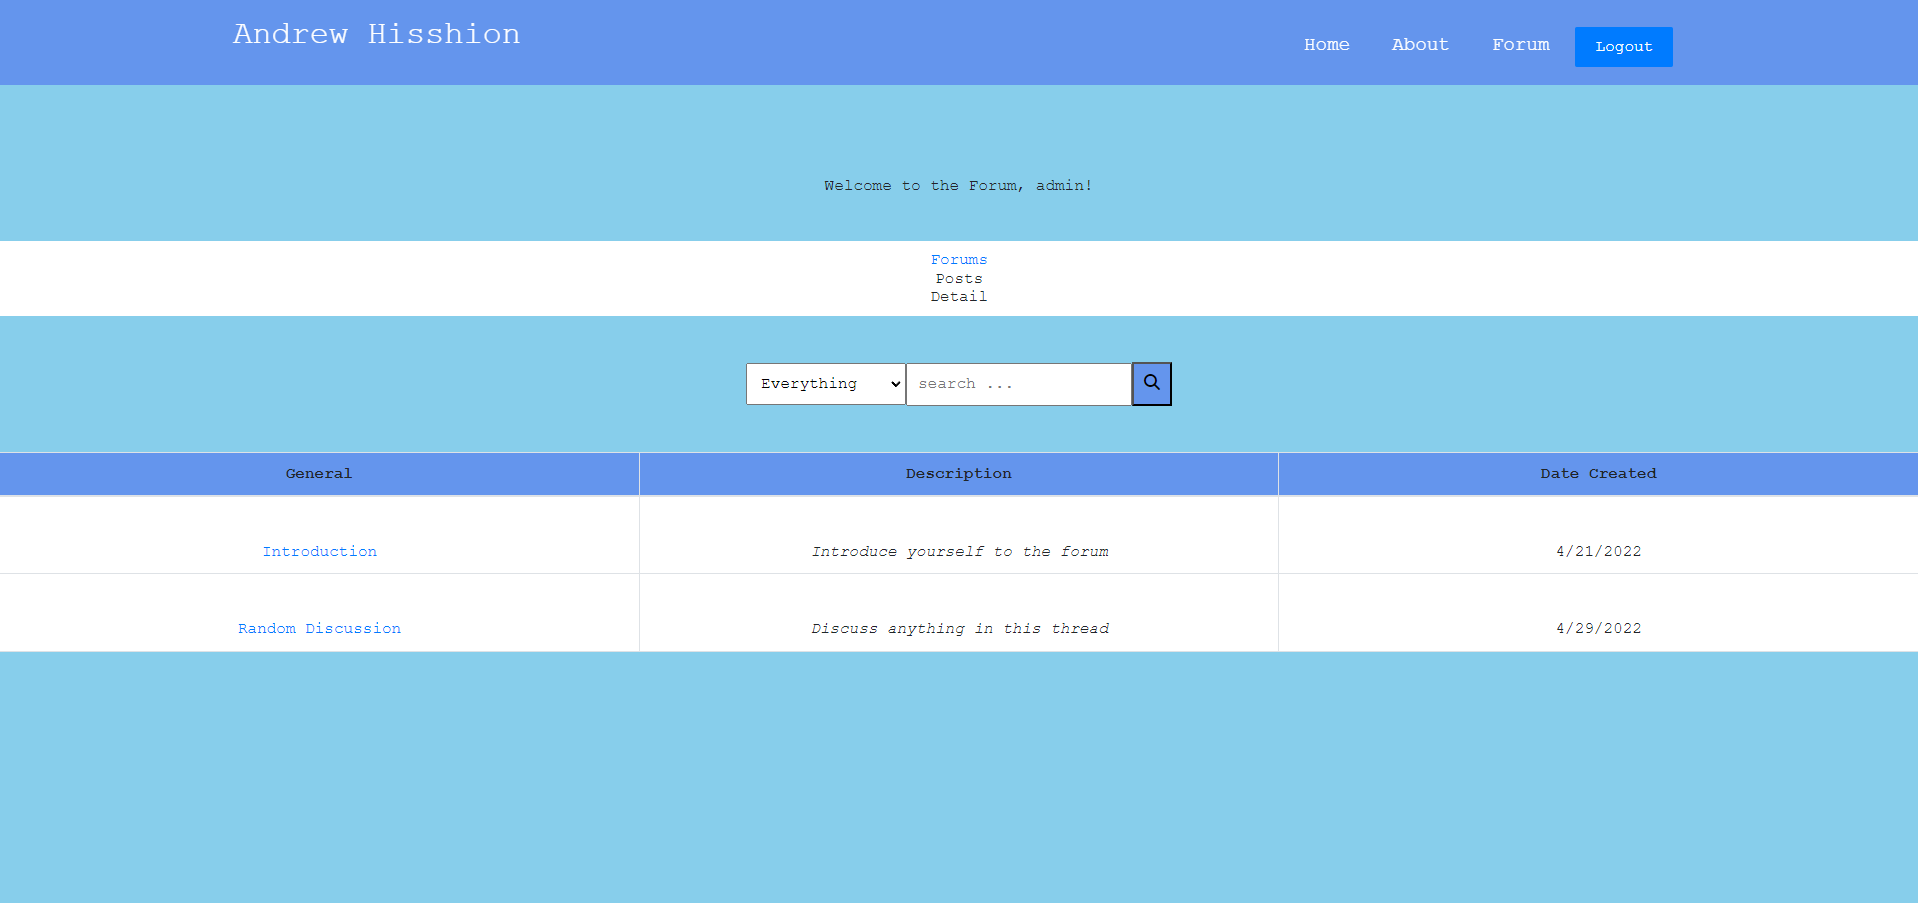 Andrew Hisshion
Home About Forum Logout
Welcome to the Forum, admin!
Forums
Posts
Detail
Everything search ...
General Description Date Created
Introduction Introduce yourself to the forum 4/21/2022
Random Discussion Discuss anything in this thread 4/29/2022